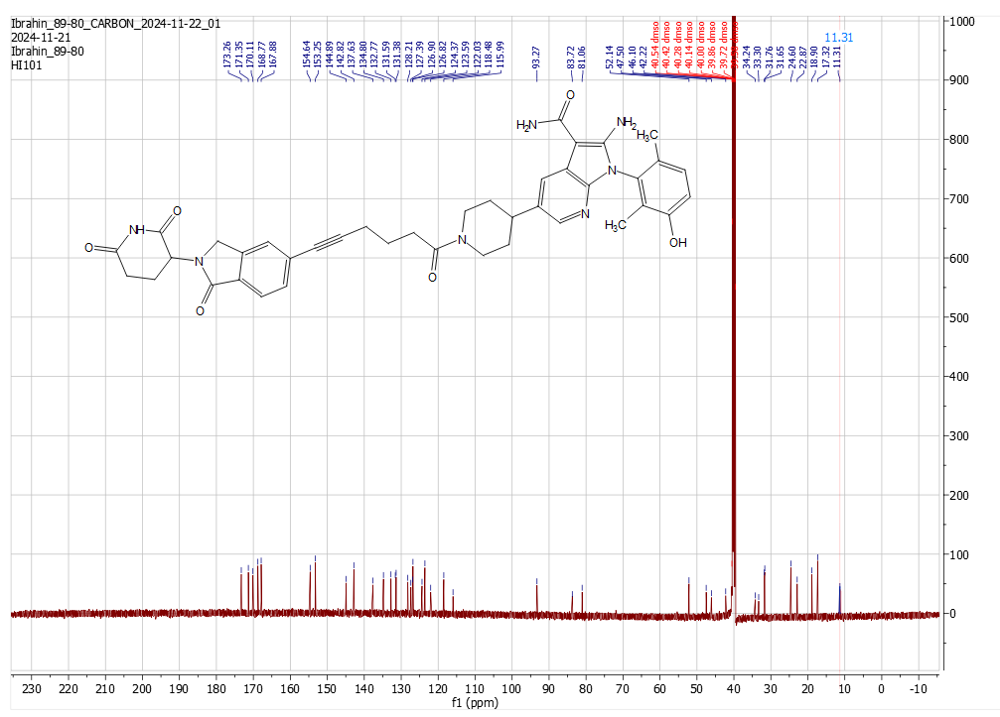 Ibrahin_89-80_CARBON_2024-11-22_01
2024-11-21
Ibrahin_89-80
HI101
173.26
171.35
170.11
168.77
167.88
154.64
153.25
144.89
142.82
137.63
134.80
132.77
131.59
131.38
128.21
127.39
126.90
126.82
124.37
123.59
122.03
118.48
115.99
93.27
83.72
81.06
52.14
47.50
46.10
42.22
40.54 dmso
40.42 dmso
40.28 dmso
40.14 dmso
40.00 dmso
39.86 dmso
39.72 dmso
34.24
33.30
31.76
31.65
24.60
22.87
18.90
17.32
11.31
11.31
O
H2N
NH2
H3C
N
N
H3C
OH
O
NH
O
N
O
N
O
1000
900
800
700
600
500
400
300
200
100
0
230 220 210 200 190 180 170 160 150 140 130 120 110 100 90 80 70 60 50 40 30 20 10 0 -10
f1 (ppm)